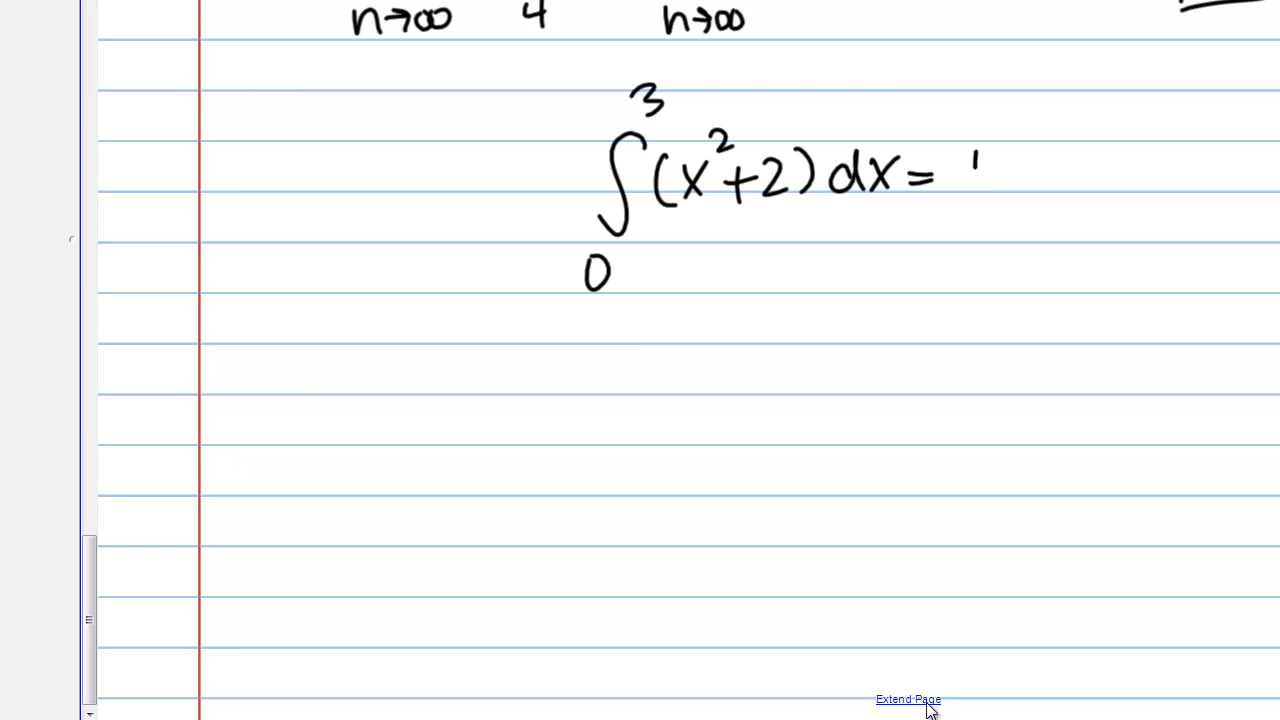 n→∞ 4 n→∞
3
∫(x²+2)dx= '
0
Extend Page